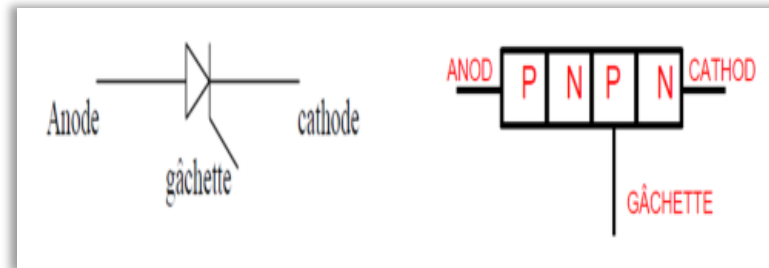 Anode
cathode
gâchette
ANOD
P N P N
CATHOD
GÂCHETTE